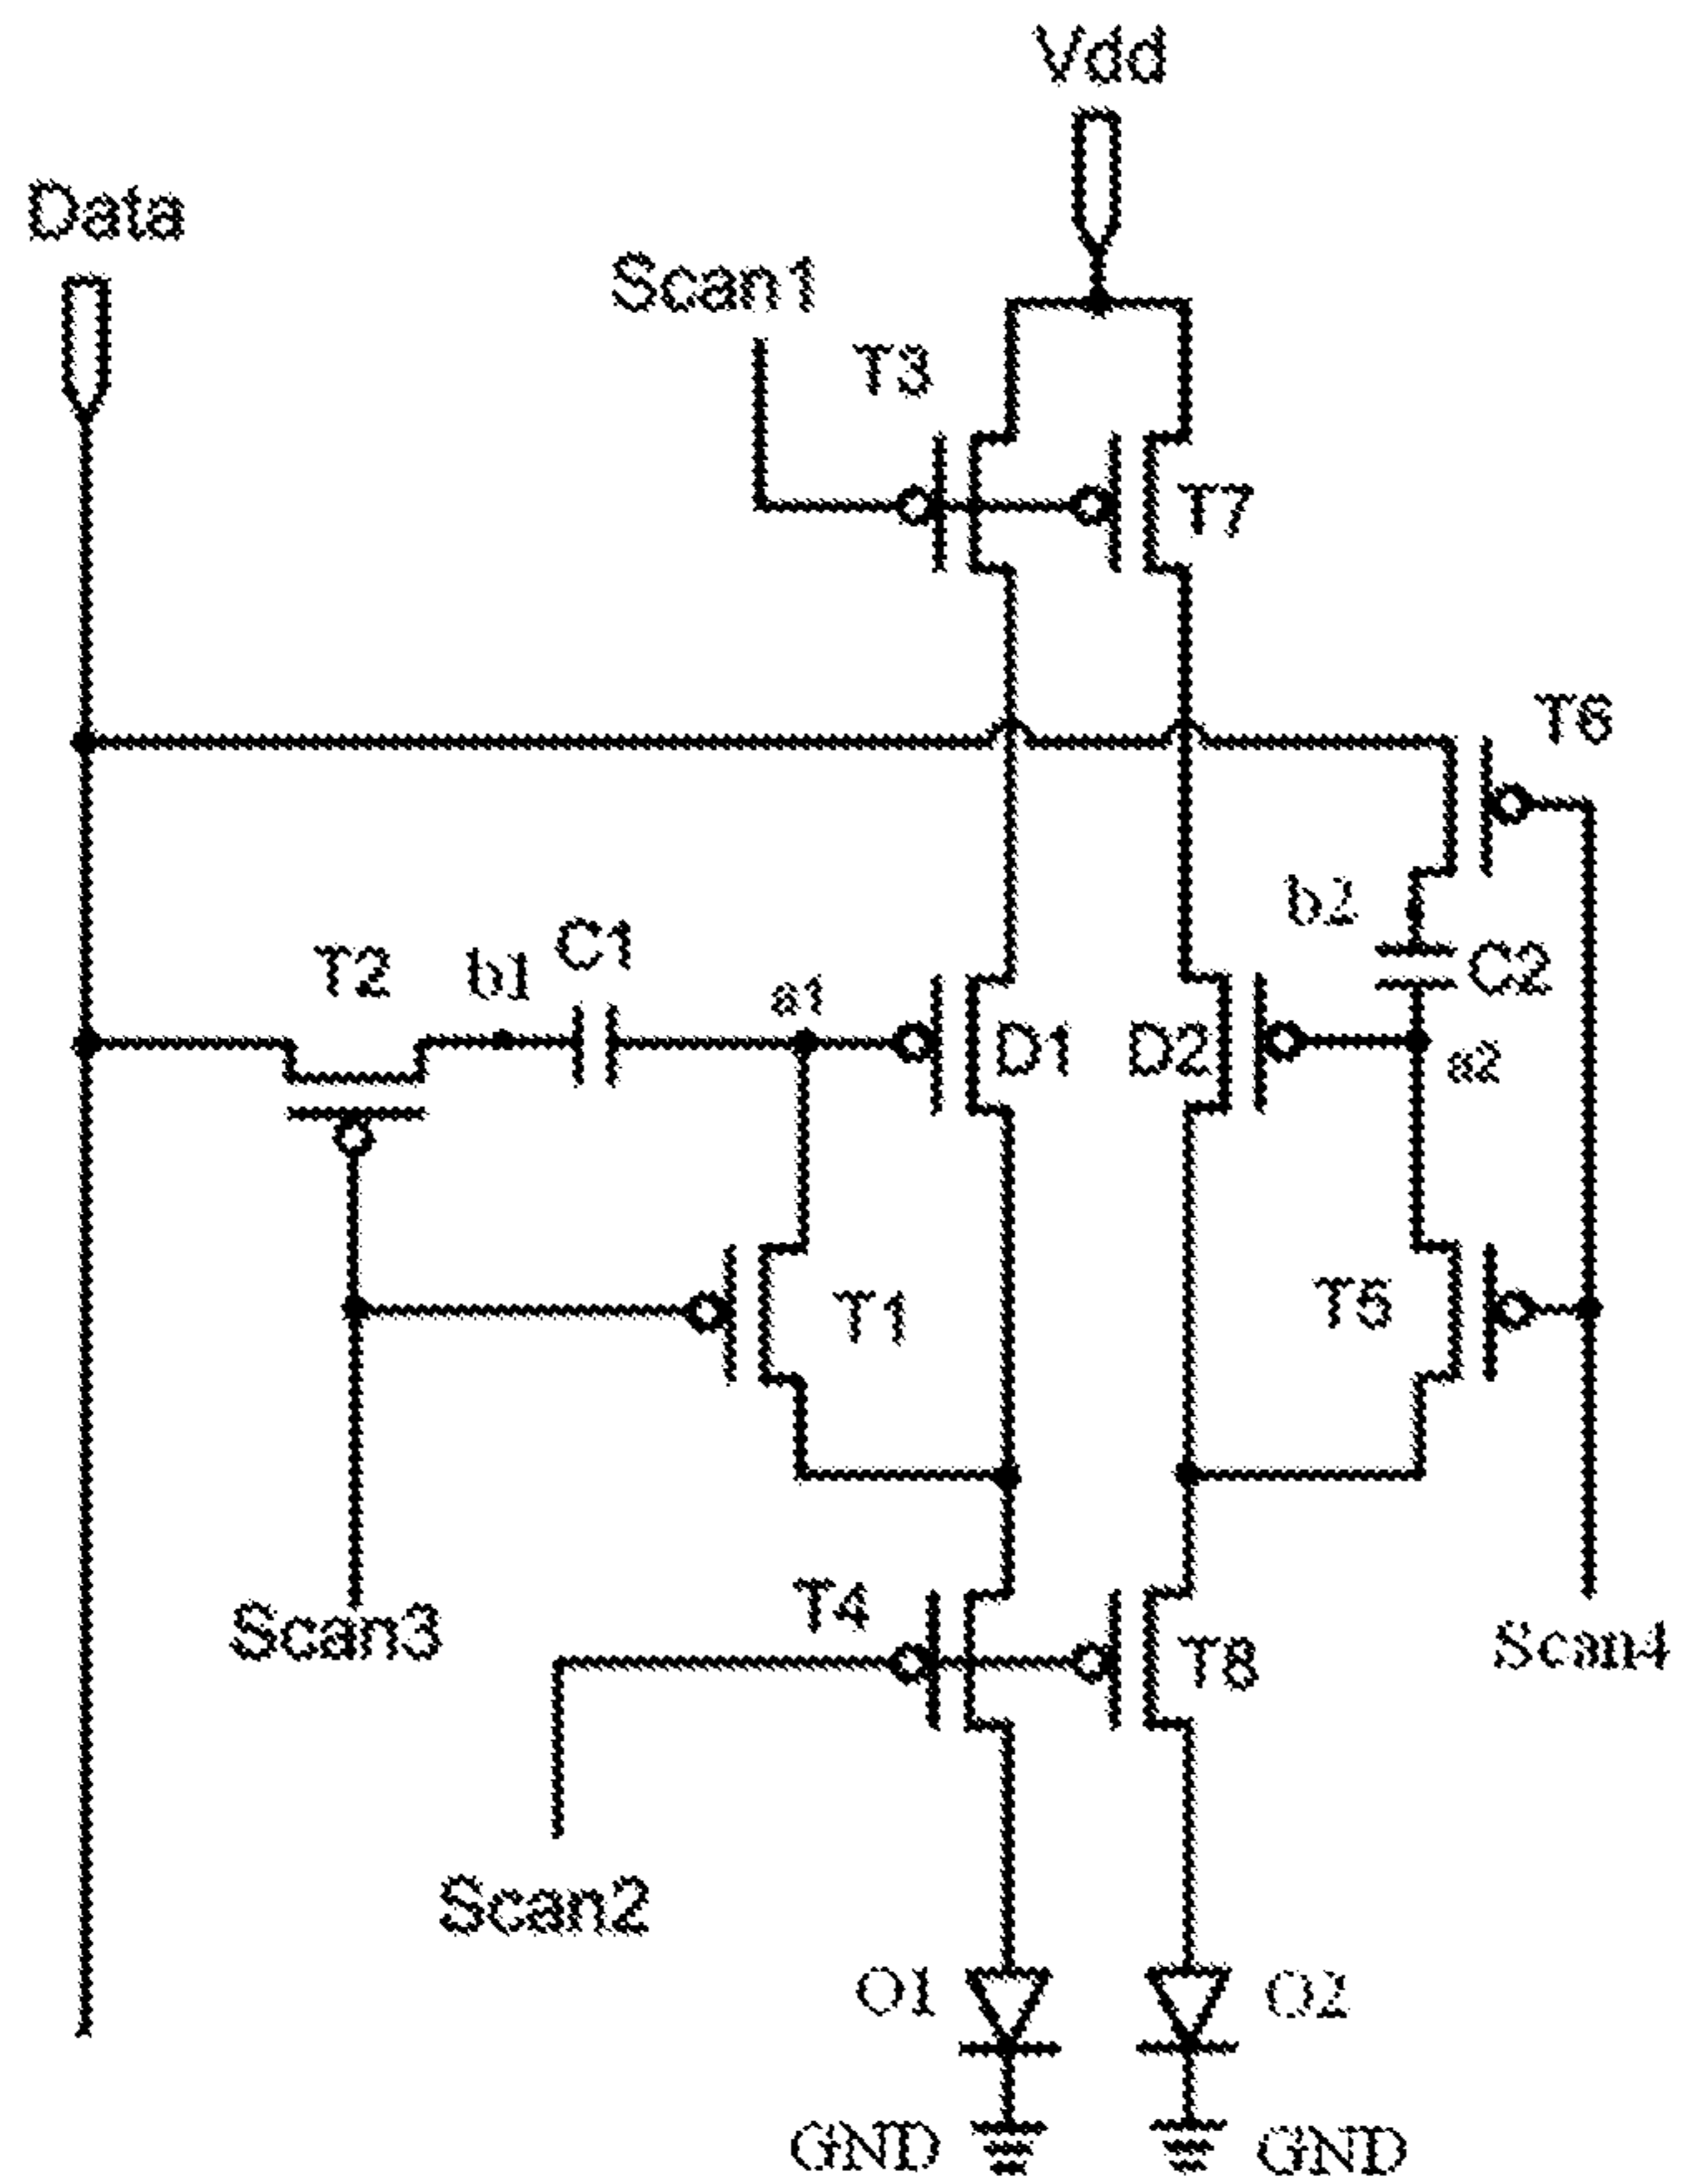 Vdd
Data
Scan1
T3
T7
T6
b2
T2
b1
C1
C2
a1
D1
D2
a2
T1
T5
T4
Scan3
T8
Scan4
Scan2
O1
O2
GND
GND